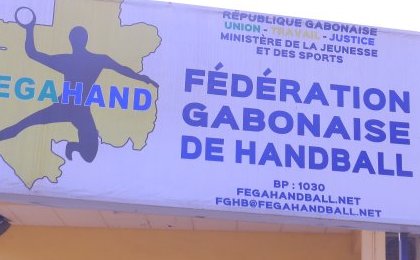 RÉPUBLIQUE GABONAISE
UNION - TRAVAIL - JUSTICE
MINISTÈRE DE LA JEUNESSE
ET DES SPORTS
FEGAHAND
FÉDÉRATION
GABONAISE
DE HANDBALL
BP : 1030
FEGAHANDBALL.NET
FGHB@FEGAHANDBALL.NET